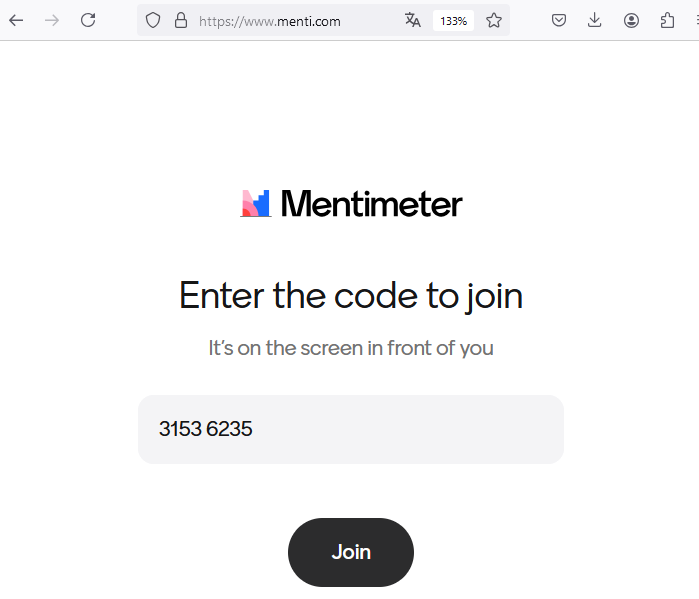 https://www.menti.com
133%
Mentimeter
Enter the code to join
It's on the screen in front of you
3153 6235
Join